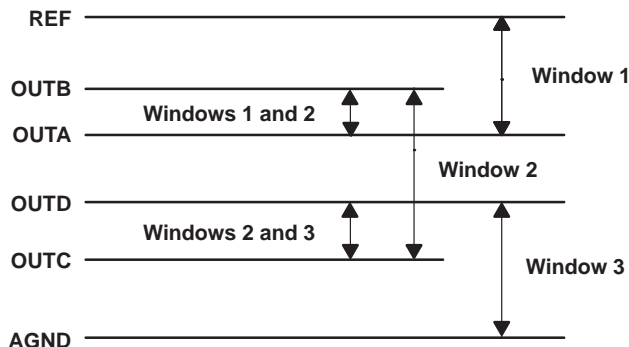 REF
Window 1
OUTB
Windows 1 and 2
OUTA
Window 2
OUTD
Windows 2 and 3
OUTC
Window 3
AGND